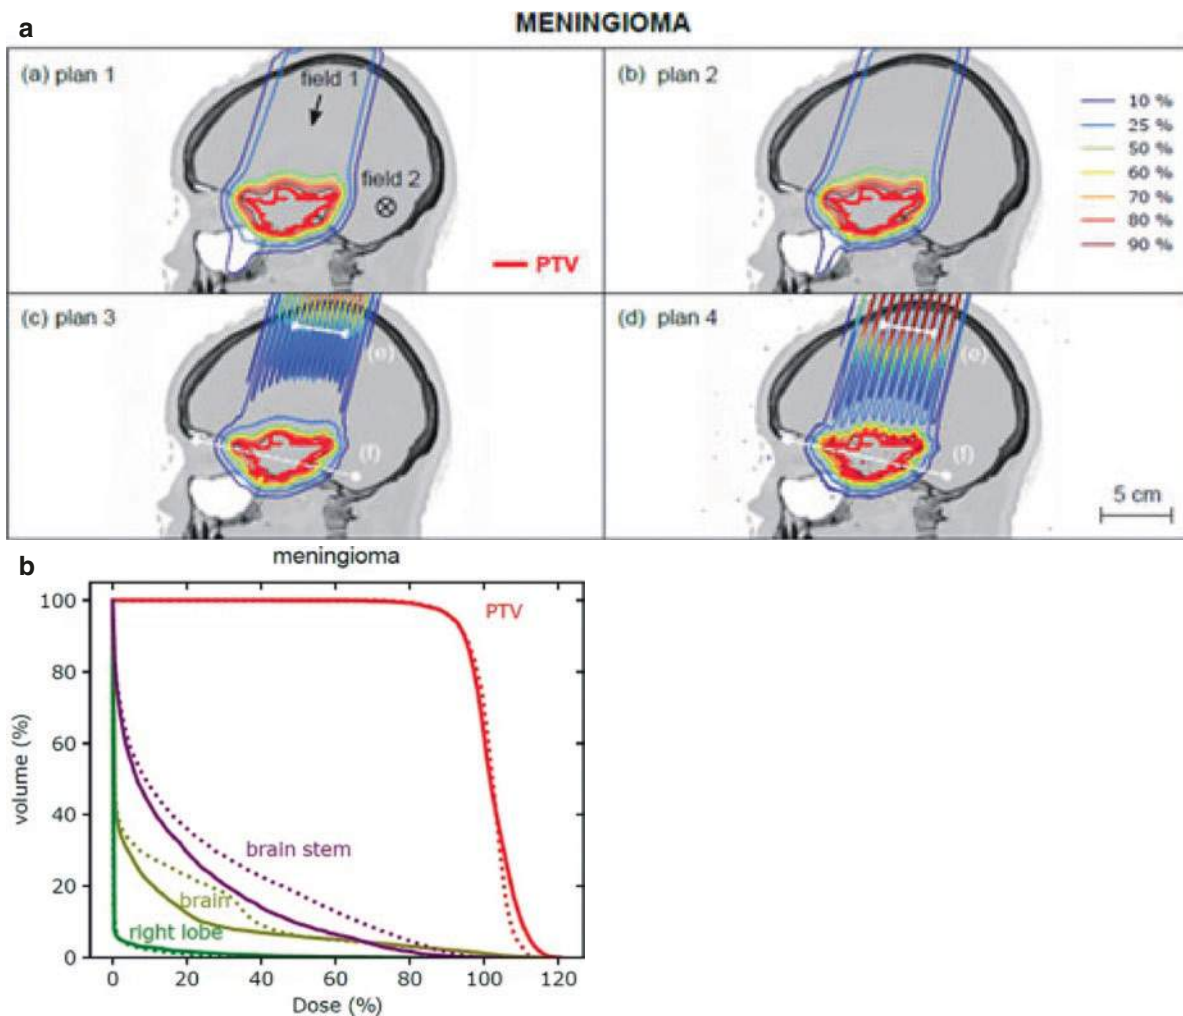 a
MENINGIOMA
(a) plan 1
field 1
field 2
PTV
(b) plan 2
10 %
25 %
50 %
60 %
70 %
80 %
90 %
(c) plan 3
(e)
(f)
(d) plan 4
(e)
(f)
5 cm
b
meningioma
100
80
60
40
20
0
volume (%)
PTV
brain stem
brain
right lobe
0 20 40 60 80 100 120
Dose (%)